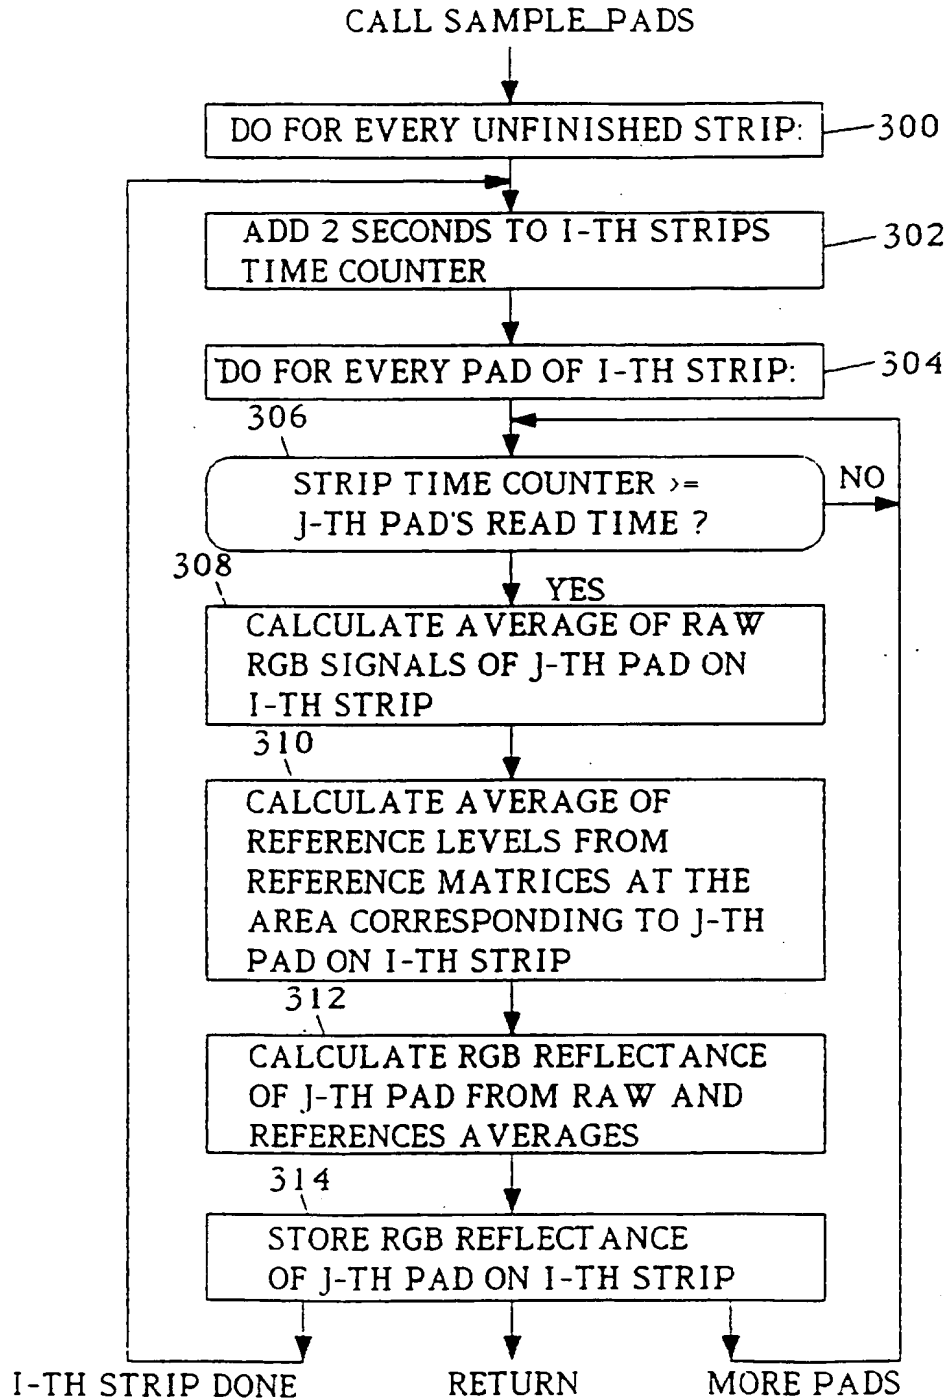 CALL SAMPLE_PADS
DO FOR EVERY UNFINISHED STRIP:
300
ADD 2 SECONDS TO I-TH STRIPS
TIME COUNTER
302
DO FOR EVERY PAD OF I-TH STRIP:
304
306
STRIP TIME COUNTER >=
J-TH PAD'S READ TIME ?
NO
308
YES
CALCULATE AVERAGE OF RAW
RGB SIGNALS OF J-TH PAD ON
I-TH STRIP
310
CALCULATE AVERAGE OF
REFERENCE LEVELS FROM
REFERENCE MATRICES AT THE
AREA CORRESPONDING TO J-TH
PAD ON I-TH STRIP
312
CALCULATE RGB REFLECTANCE
OF J-TH PAD FROM RAW AND
REFERENCES AVERAGES
314
STORE RGB REFLECTANCE
OF J-TH PAD ON I-TH STRIP
I-TH STRIP DONE
RETURN
MORE PADS